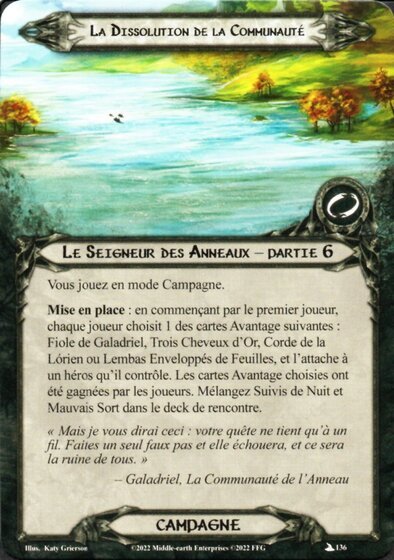 La Dissolution de la Communauté
Le Seigneur des Anneaux – partie 6
Vous jouez en mode Campagne.
Mise en place : en commençant par le premier joueur,
chaque joueur choisit 1 des cartes Avantage suivantes :
Fiole de Galadriel, Trois Cheveux d'Or, Corde de la
Lórien ou Lembas Enveloppés de Feuilles, et l'attache à
un héros qu'il contrôle. Les cartes Avantage choisies ont
été gagnées par les joueurs. Mélangez Suivis de Nuit et
Mauvais Sort dans le deck de rencontre.
« Mais je vous dirai ceci : votre quête ne tient qu'à un
fil. Faites un seul faux pas et elle échouera, et ce sera
la ruine de tous. »
– Galadriel, La Communauté de l'Anneau
CAMPAGNE
Illus. Katy Grierson ©2022 Middle-earth Enterprises ©2022 FFG 136